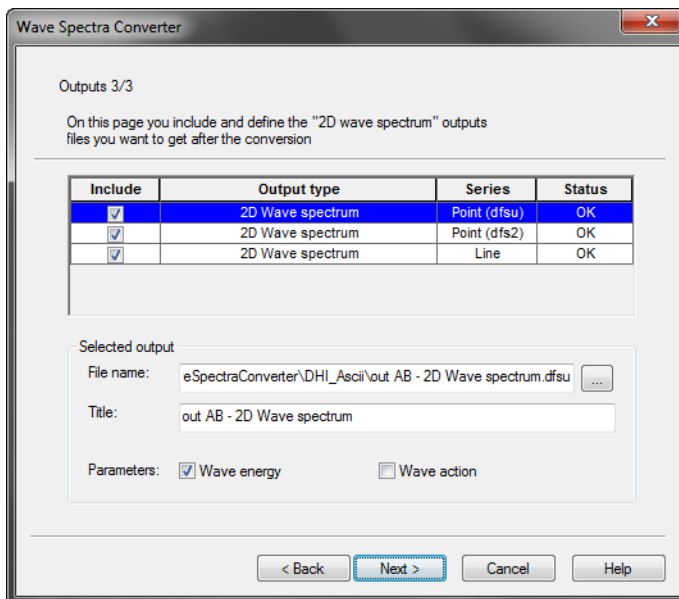 Wave Spectra Converter
Outputs 3/3
On this page you include and define the "2D wave spectrum" outputs
files you want to get after the conversion
Include Output type Series Status
2D Wave spectrum Point (dfsu) OK
2D Wave spectrum Point (dfs2) OK
2D Wave spectrum Line OK
Selected output
File name: eSpectraConverter\DHI_Ascii\out AB - 2D Wave spectrum.dfsu ...
Title: out AB - 2D Wave spectrum
Parameters: Wave energy Wave action
< Back Next > Cancel Help